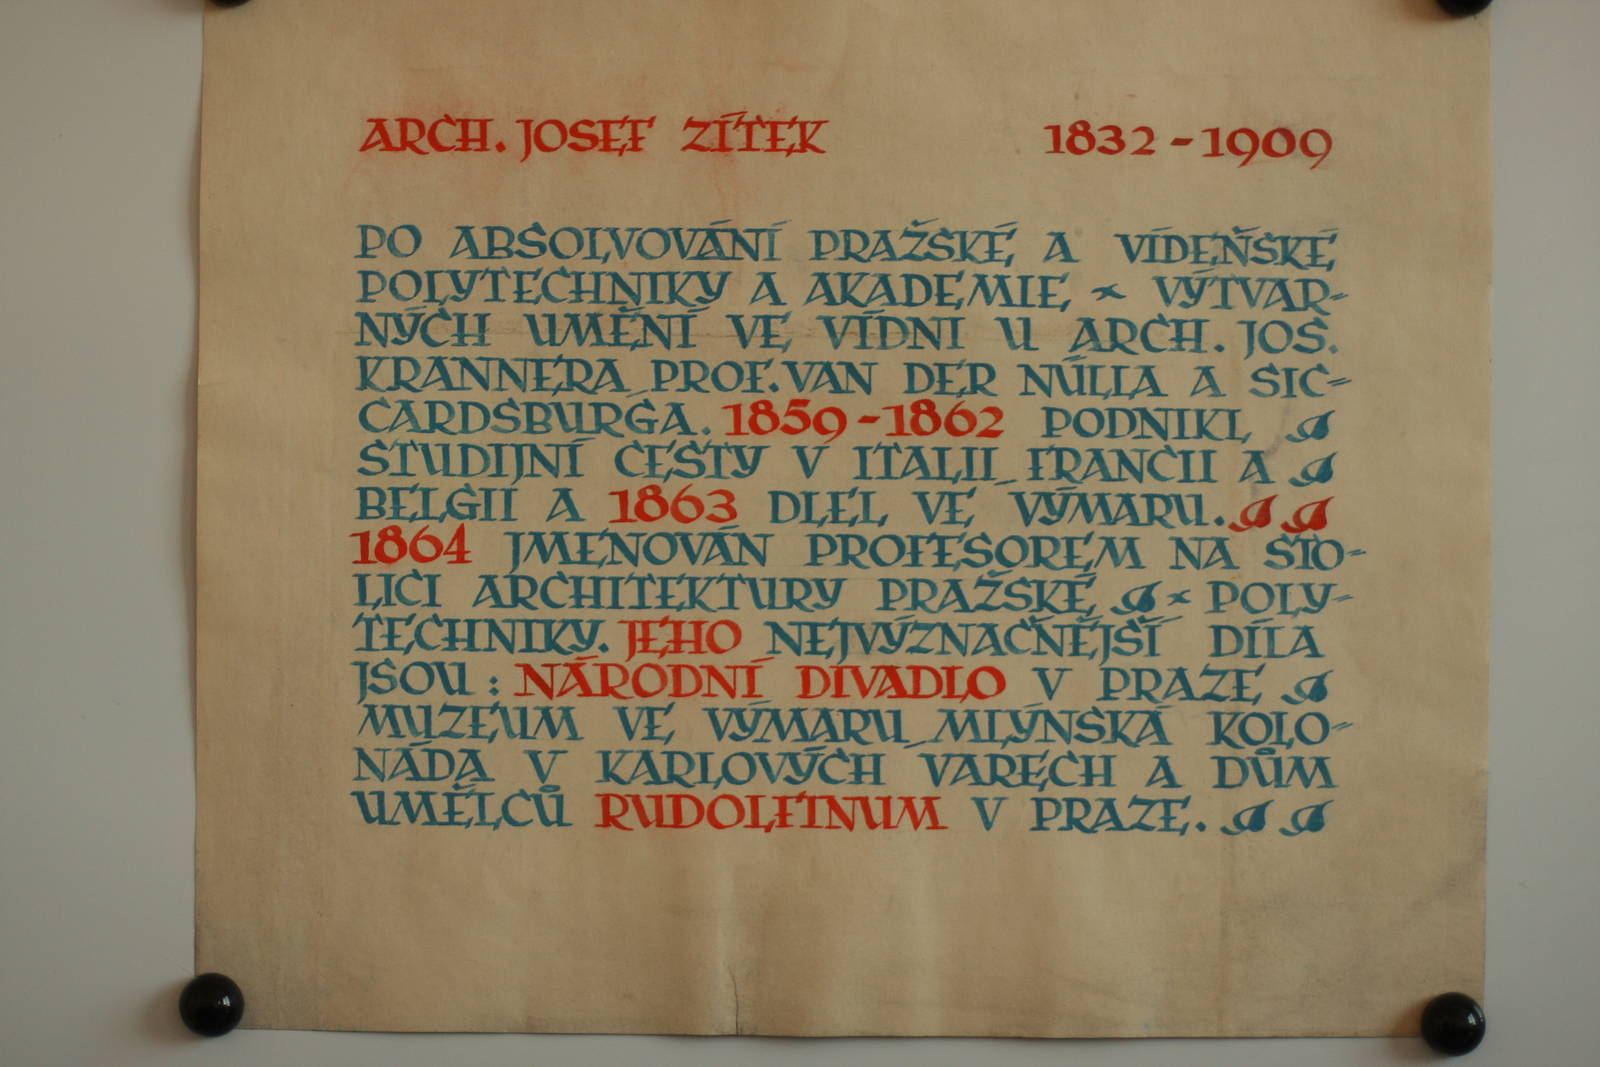 ARCH. JOSEF ZÍTEK 1832-1909
PO ABSOLVOVÁNÍ PRAŽSKÉ A VÍDEŇSKÉ
POLYTECHNIKY A AKADEMIE × VÝTVAR-
NÝCH UMĚNÍ VE VÍDNI U ARCH. JOS.
KRANNERA PROF. VAN DER NÚLLA A SIC-
CARDSBURGA. 1859-1862 PODNIKL
STUDIJNÍ CESTY V ITALII FRANCII A
BELGII A 1863 DLEL VE VÝMARU.
1864 JMENOVÁN PROFESOREM NA STO-
LICI ARCHITEKTURY PRAŽSKÉ × POLY-
TECHNIKY. JEHO NEJVÝZNAČNĚJŠÍ DÍLA
JSOU: NÁRODNÍ DIVADLO V PRAZE
MUZEUM VE VÝMARU MLÝNSKÁ KOLO-
NÁDA V KARLOVÝCH VARECH A DŮM
UMĚLCŮ RUDOLFINUM V PRAZE.